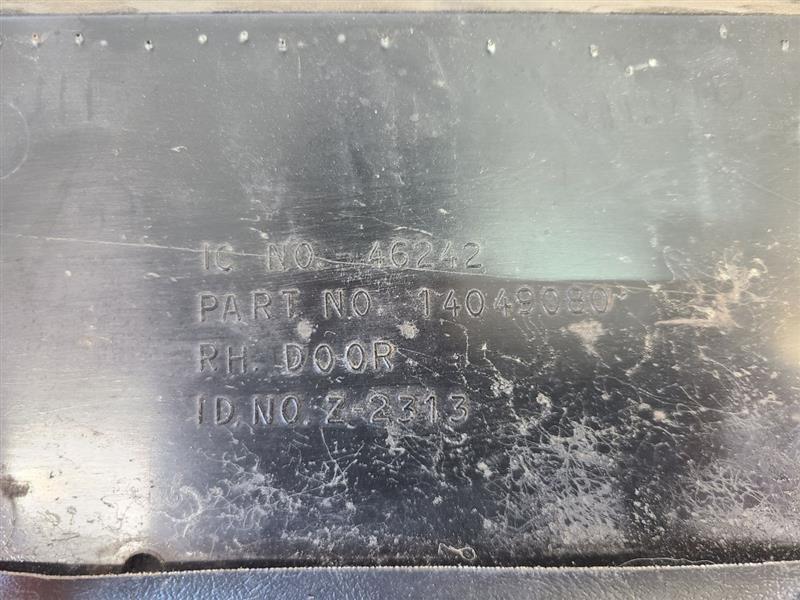 IC NO-46242
PART NO 14049080
RH. DOOR
ID.NO. Z-2313